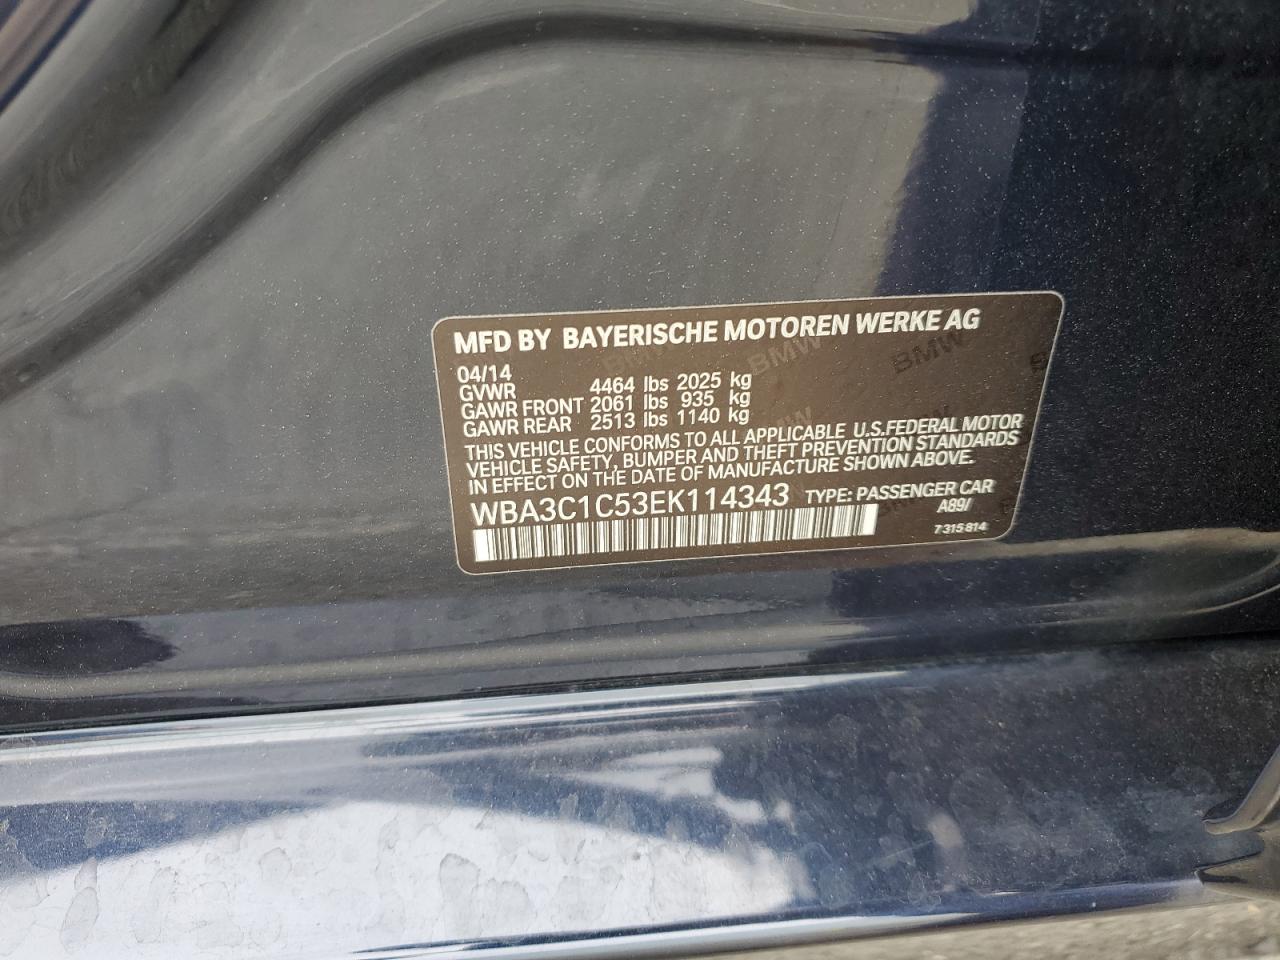 MFD BY BAYERISCHE MOTOREN WERKE AG
04/14
GVWR 4464 lbs 2025 kg
GAWR FRONT 2061 lbs 935 kg
GAWR REAR 2513 lbs 1140 kg
THIS VEHICLE CONFORMS TO ALL APPLICABLE U.S.FEDERAL MOTOR
VEHICLE SAFETY, BUMPER AND THEFT PREVENTION STANDARDS
IN EFFECT ON THE DATE OF MANUFACTURE SHOWN ABOVE.
WBA3C1C53EK114343 TYPE: PASSENGER CAR
A89/
7 315 814